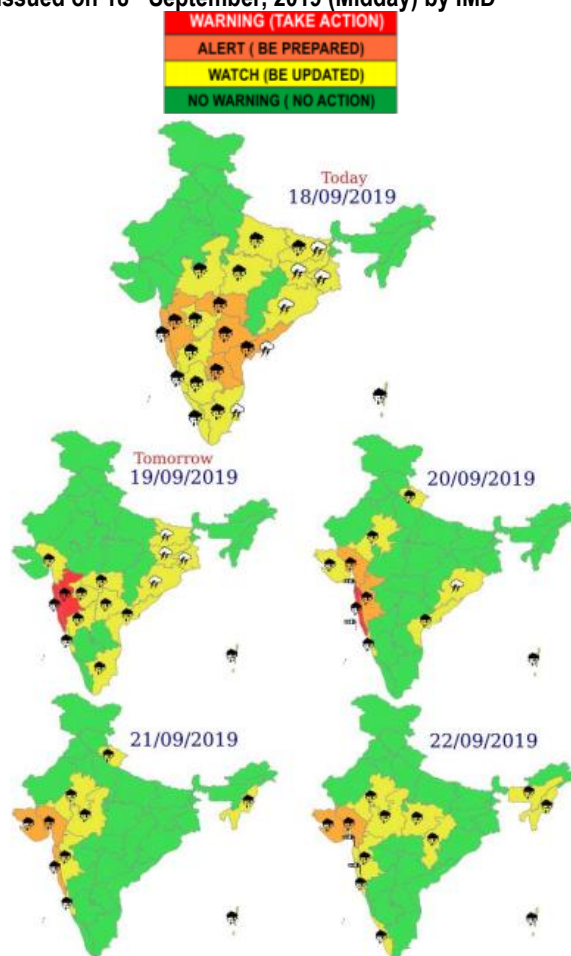 issued on 18 September, 2019 (Midday) by IMD
WARNING (TAKE ACTION)
ALERT ( BE PREPARED)
WATCH (BE UPDATED)
NO WARNING ( NO ACTION)
Today
18/09/2019
Tomorrow
19/09/2019
20/09/2019
21/09/2019
22/09/2019